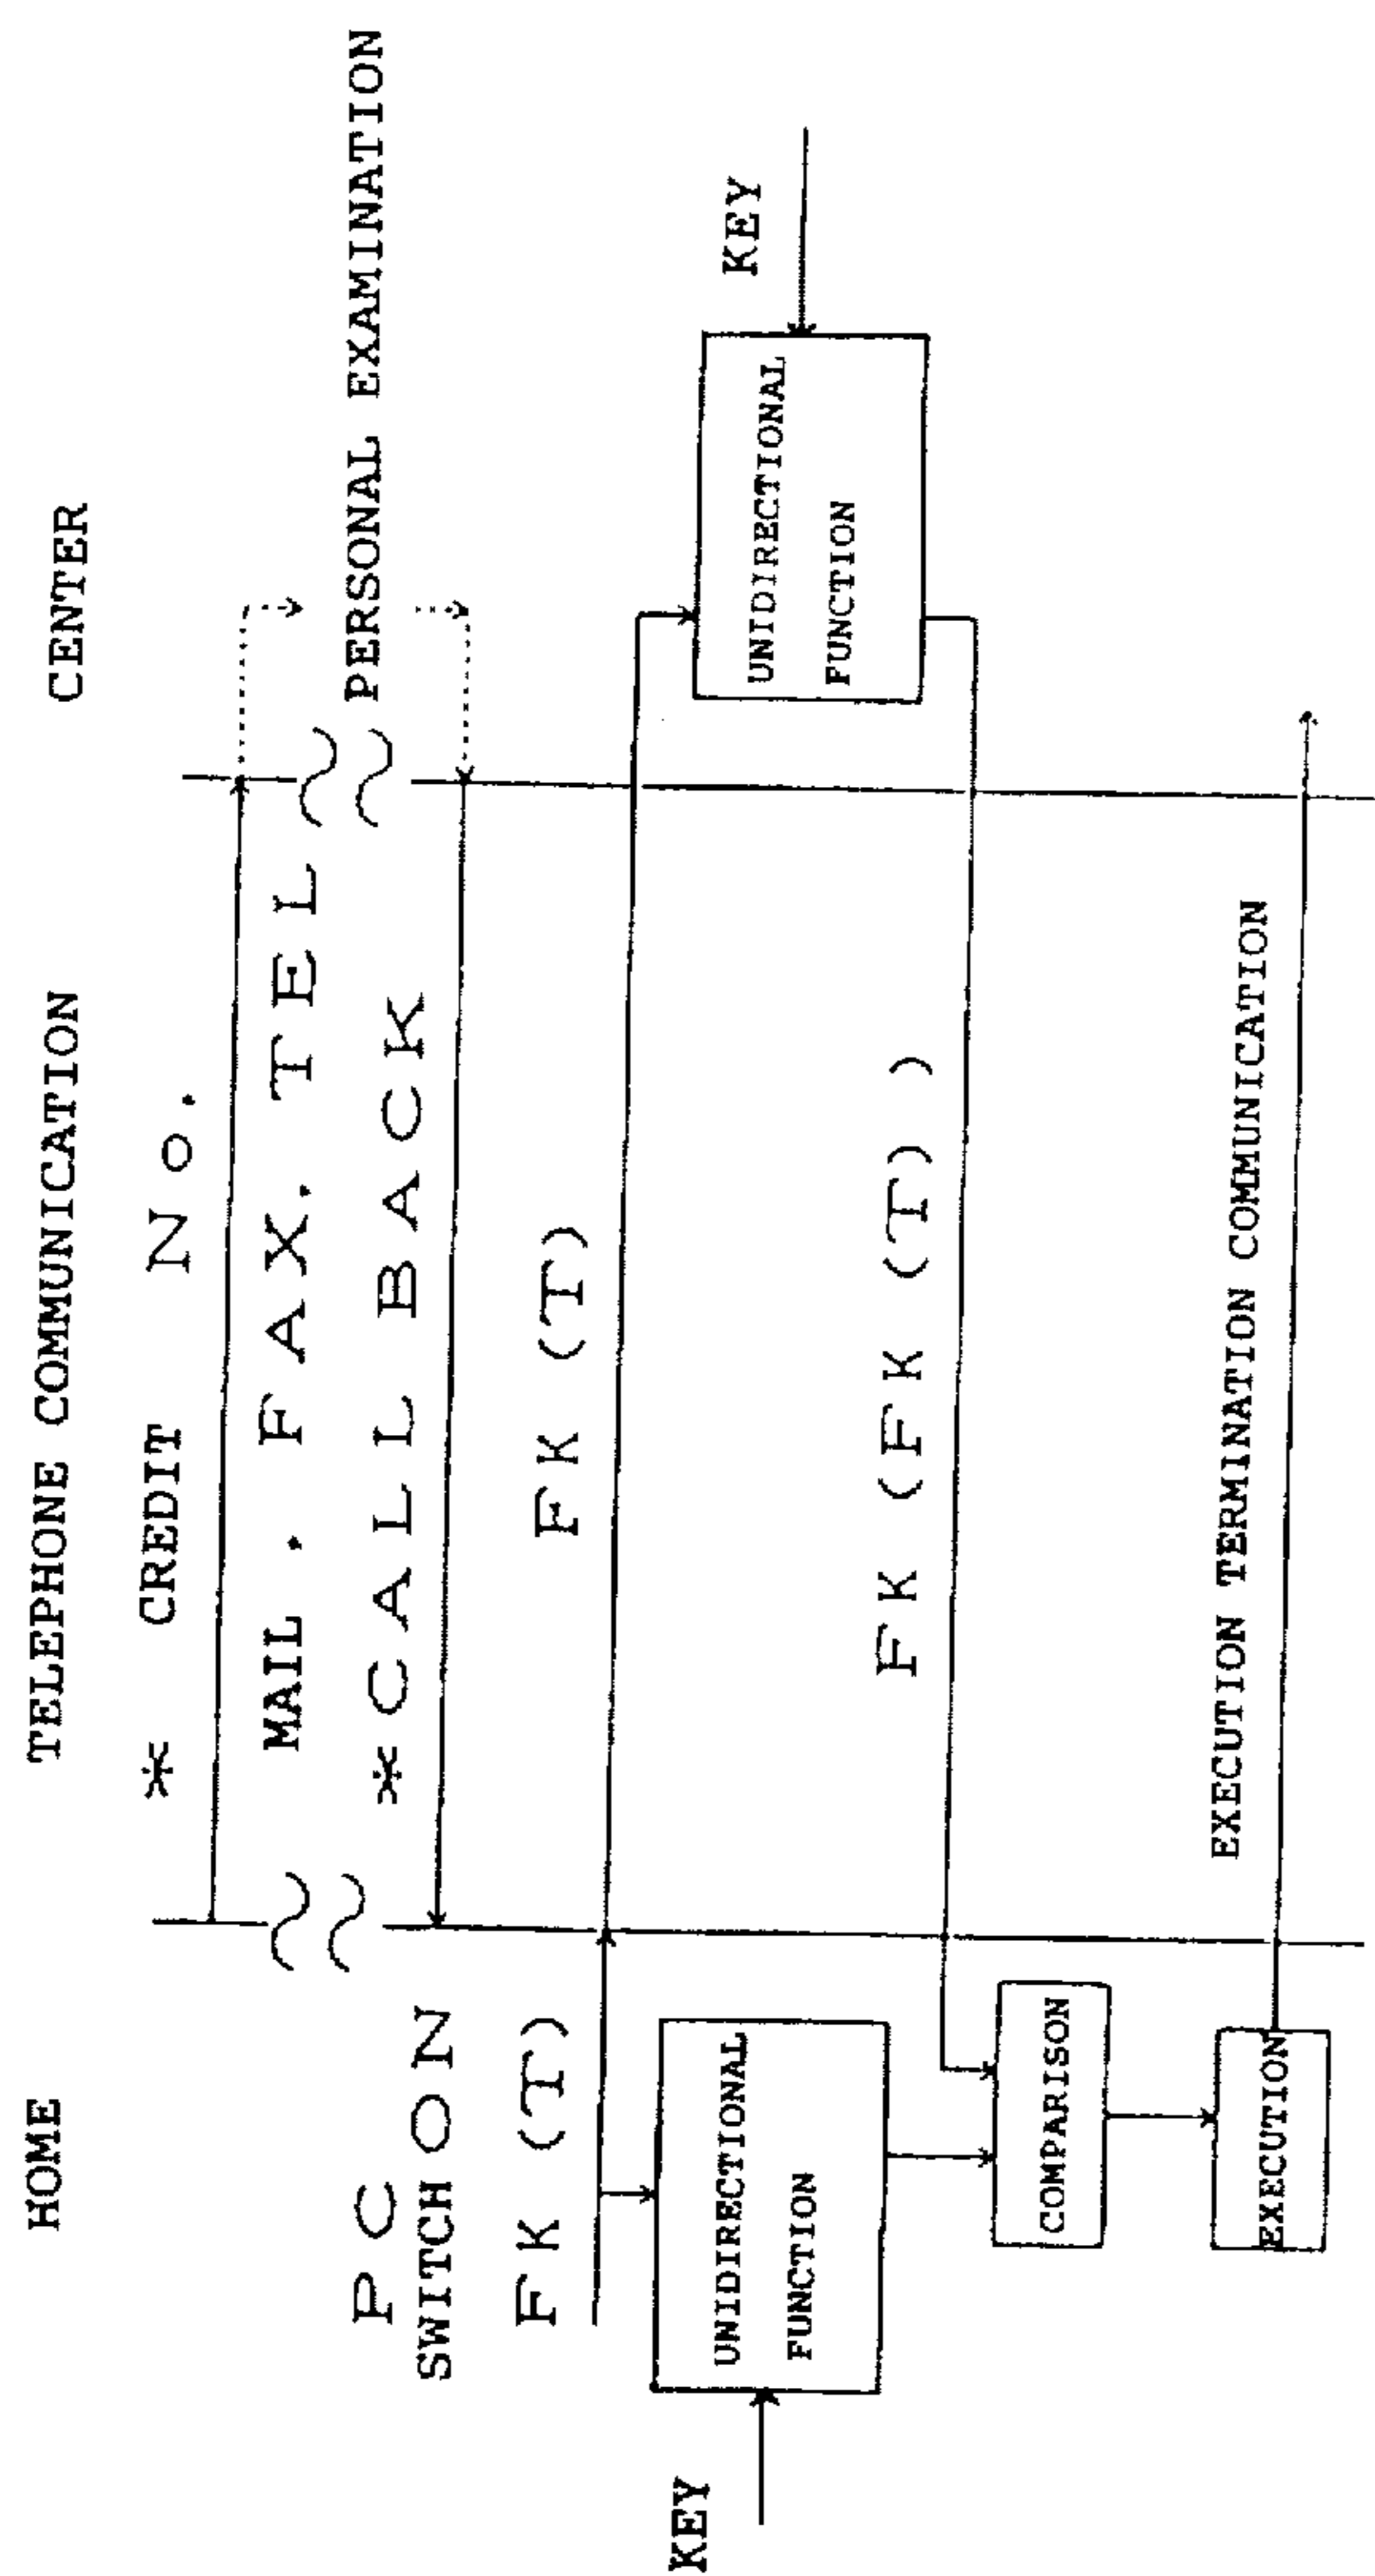 HOME
TELEPHONE COMMUNICATION
CENTER
* CREDIT No.
MAIL . FAX. TEL
PERSONAL EXAMINATION
*CALL BACK
PC
SWITCH ON
FK (T)
FK (T)
KEY
UNIDIRECTIONAL
FUNCTION
KEY
UNIDIRECTIONAL
FUNCTION
FK (FK (T) )
COMPARISON
EXECUTION
EXECUTION TERMINATION COMMUNICATION